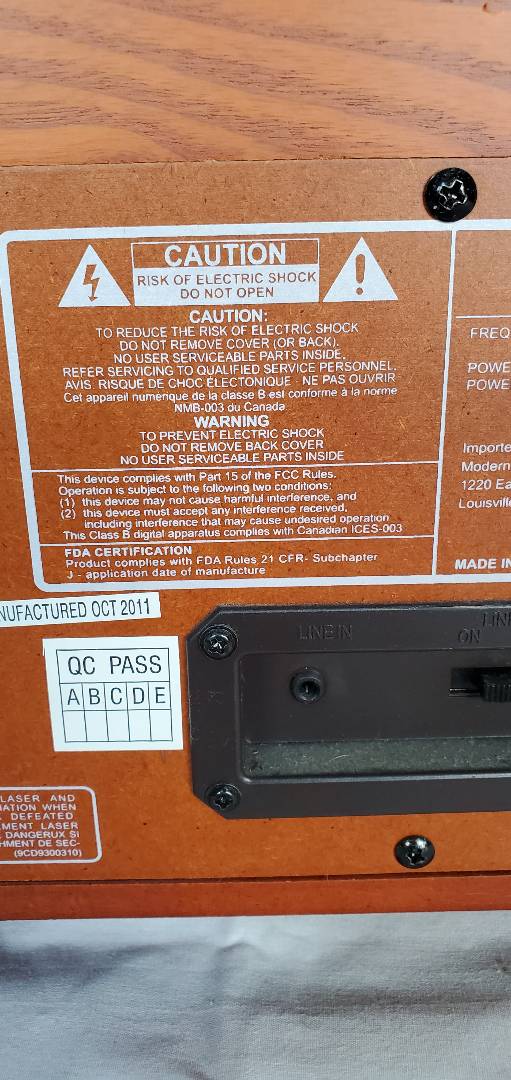 CAUTION
RISK OF ELECTRIC SHOCK
DO NOT OPEN
CAUTION:
TO REDUCE THE RISK OF ELECTRIC SHOCK
DO NOT REMOVE COVER (OR BACK).
NO USER SERVICEABLE PARTS INSIDE.
REFER SERVICING TO QUALIFIED SERVICE PERSONNEL.
AVIS: RISQUE DE CHOC ÉLECTONIQUE - NE PAS OUVRIR
Cet appareil numérique de la classe B est conforme à la norme
NMB-003 du Canada
WARNING
TO PREVENT ELECTRIC SHOCK
DO NOT REMOVE BACK COVER
NO USER SERVICEABLE PARTS INSIDE
This device complies with Part 15 of the FCC Rules.
Operation is subject to the following two conditions:
(1) this device may not cause harmful interference, and
(2) this device must accept any interference received,
including interference that may cause undesired operation
This Class B digital apparatus complies with Canadian ICES-003
FDA CERTIFICATION
Product complies with FDA Rules 21 CFR- Subchapter
J - application date of manufacture
FREQ
POWE
POWE
Importe
Modern
1220 Ea
Louisville
MADE IN
NUFACTURED OCT 2011
QC PASS
A B C D E
LINE IN
LINE
ON
LASER AND
IATION WHEN
DEFEATED
MENT LASER
DANGERUX SI
HMENT DE SEC-
(9CD9300310)